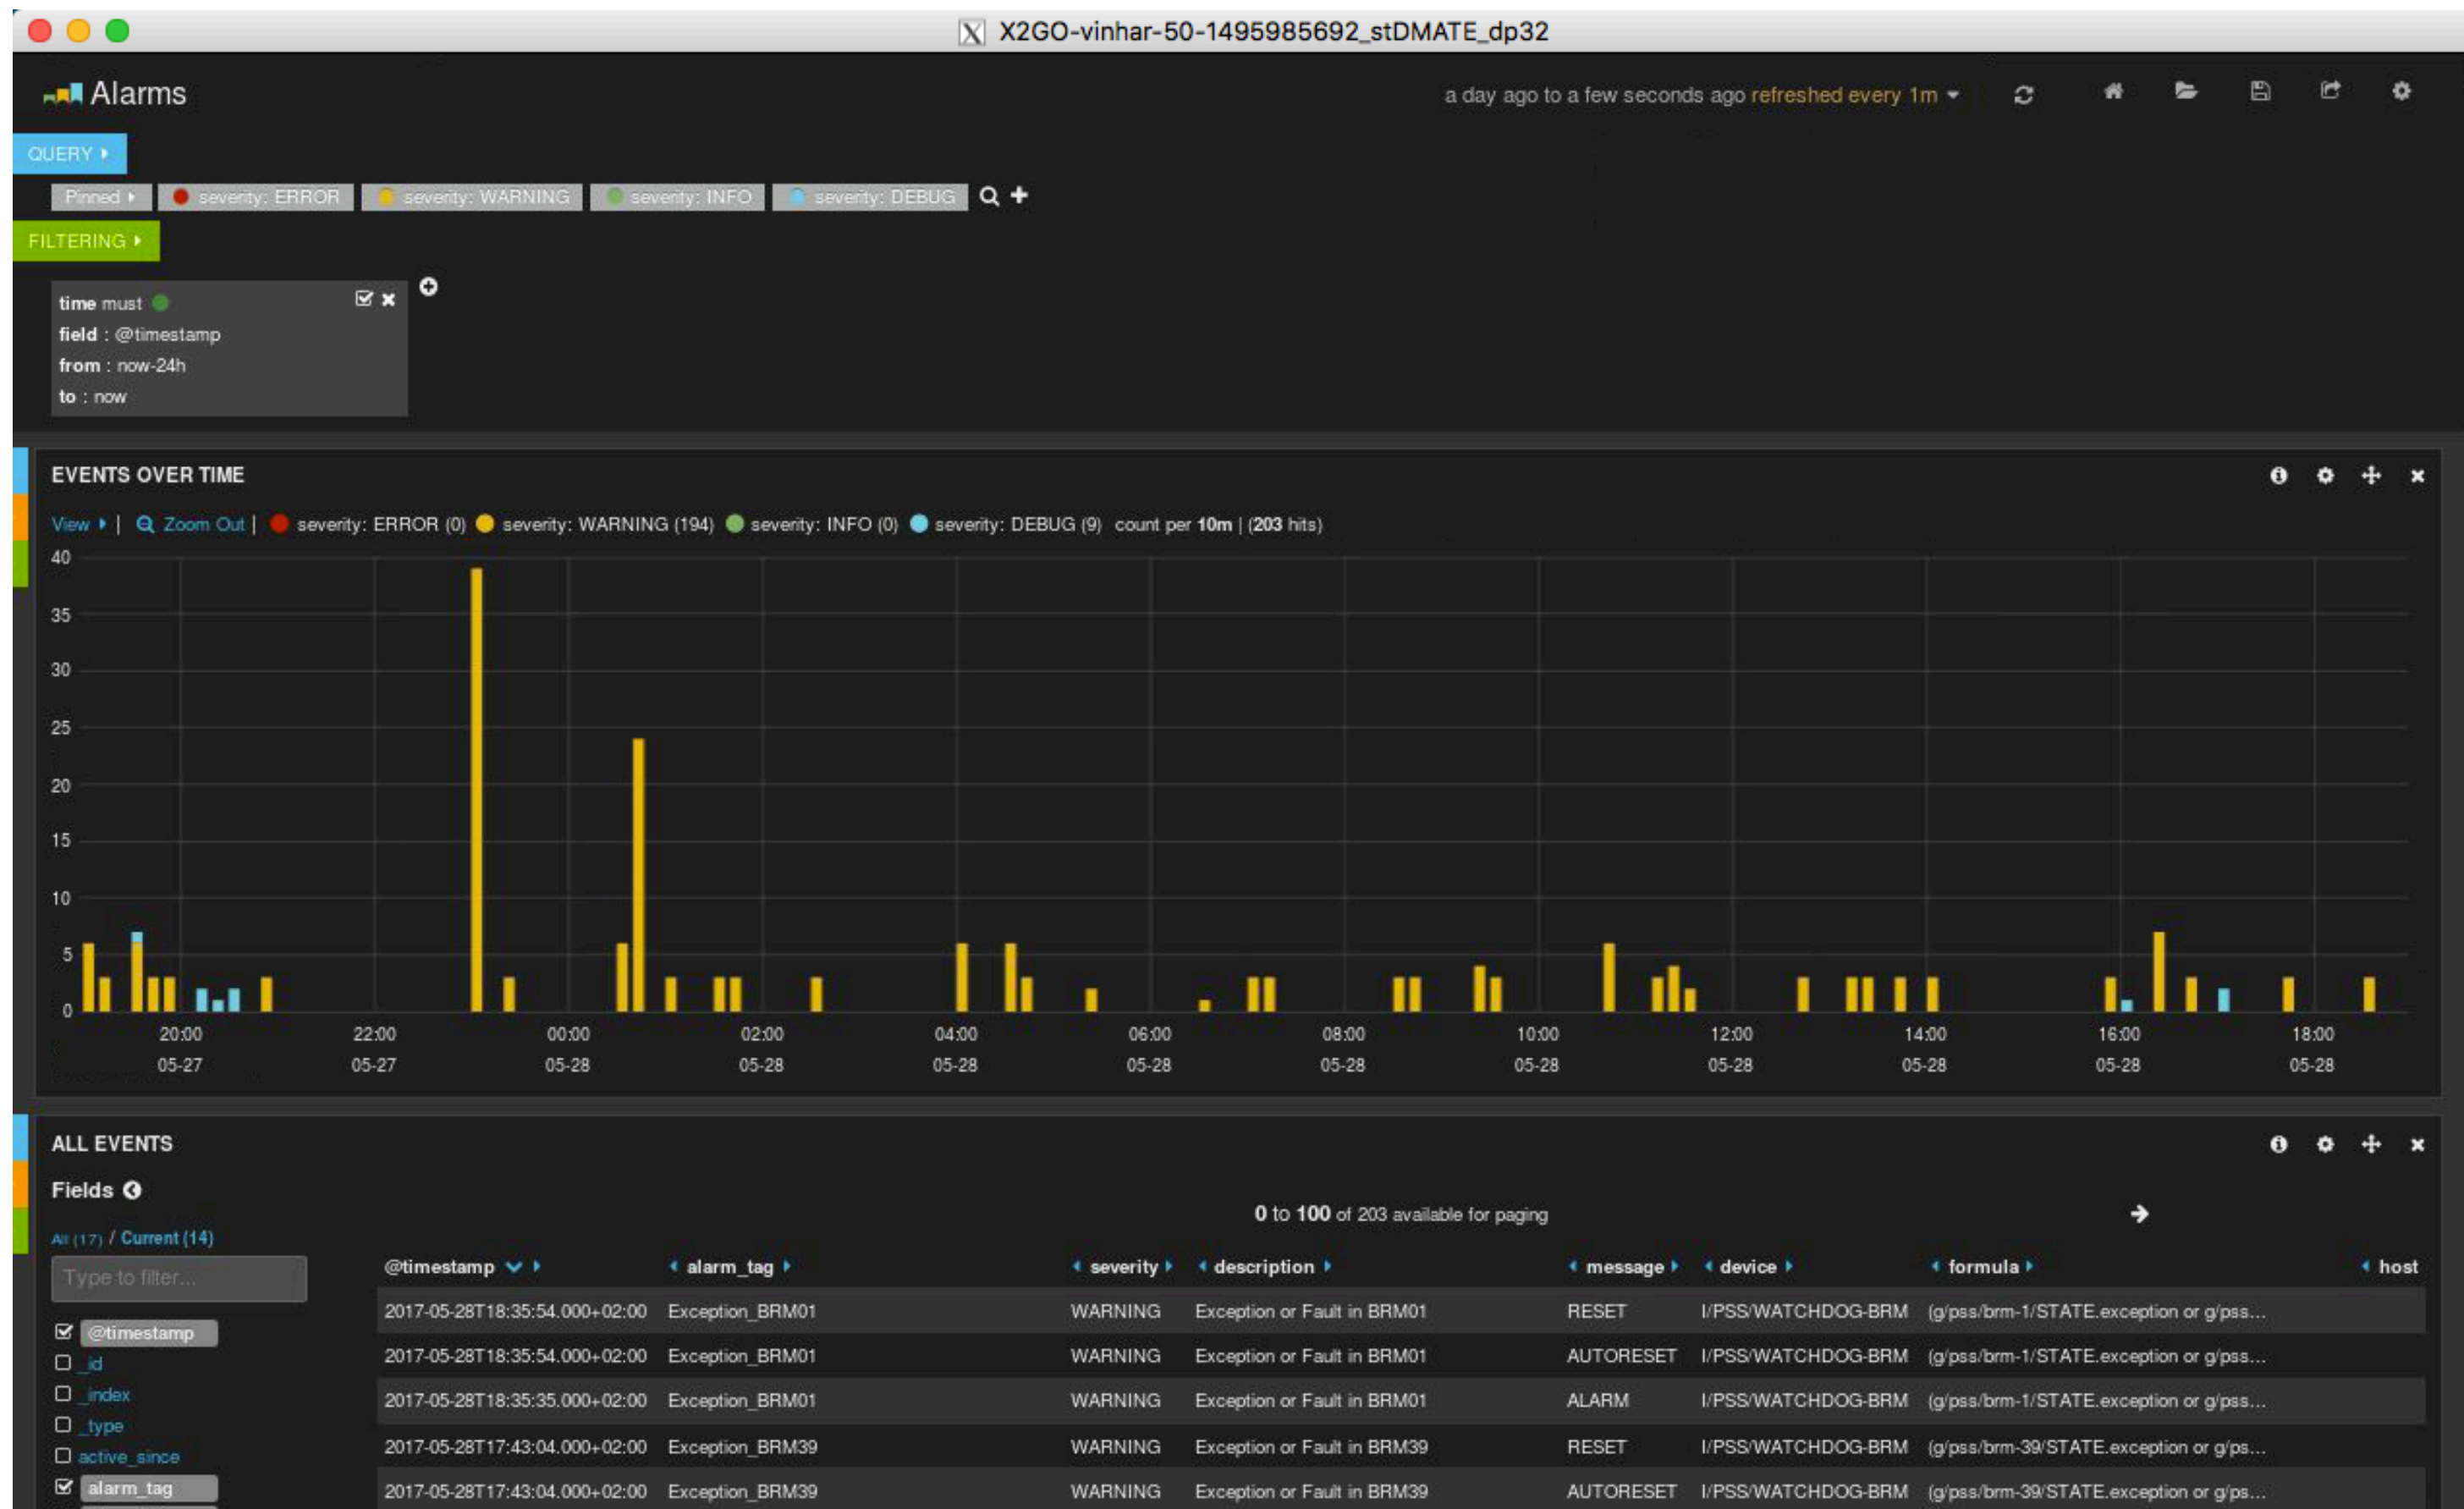 X2GO-vinhar-50-1495985692_stDMATE_dp32
Alarms
a day ago to a few seconds ago refreshed every 1m
QUERY
Pinned severity: ERROR severity: WARNING severity: INFO severity: DEBUG
FILTERING
time must
field : @timestamp
from : now-24h
to : now
EVENTS OVER TIME
View | Zoom Out | severity: ERROR (0) severity: WARNING (194) severity: INFO (0) severity: DEBUG (9) count per 10m | (203 hits)
40
35
30
25
20
15
10
5
0
20:00 22:00 00:00 02:00 04:00 06:00 08:00 10:00 12:00 14:00 16:00 18:00
05-27 05-27 05-28 05-28 05-28 05-28 05-28 05-28 05-28 05-28 05-28 05-28
ALL EVENTS
Fields
0 to 100 of 203 available for paging
All (17) / Current (14)
Type to filter...
@timestamp
_id
_index
_type
active_since
alarm_tag
@timestamp alarm_tag severity description message device formula host
2017-05-28T18:35:54.000+02:00 Exception_BRM01 WARNING Exception or Fault in BRM01 RESET I/PSS/WATCHDOG-BRM (g/pss/brm-1/STATE.exception or g/pss...
2017-05-28T18:35:54.000+02:00 Exception_BRM01 WARNING Exception or Fault in BRM01 AUTORESET I/PSS/WATCHDOG-BRM (g/pss/brm-1/STATE.exception or g/pss...
2017-05-28T18:35:35.000+02:00 Exception_BRM01 WARNING Exception or Fault in BRM01 ALARM I/PSS/WATCHDOG-BRM (g/pss/brm-1/STATE.exception or g/pss...
2017-05-28T17:43:04.000+02:00 Exception_BRM39 WARNING Exception or Fault in BRM39 RESET I/PSS/WATCHDOG-BRM (g/pss/brm-39/STATE.exception or g/ps...
2017-05-28T17:43:04.000+02:00 Exception_BRM39 WARNING Exception or Fault in BRM39 AUTORESET I/PSS/WATCHDOG-BRM (g/pss/brm-39/STATE.exception or g/ps...